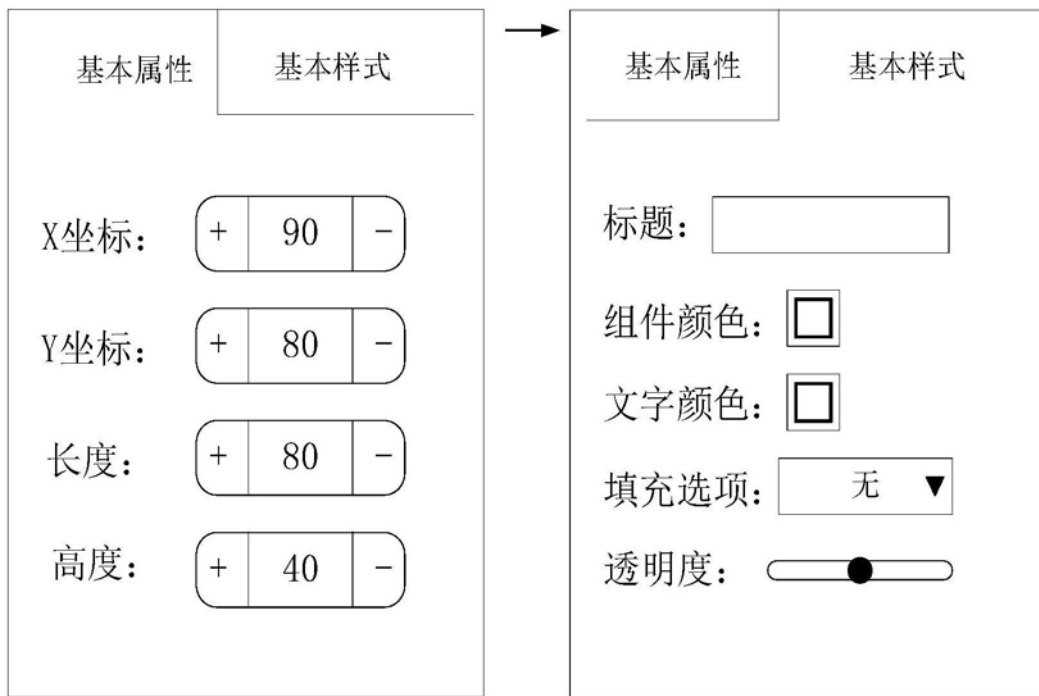 基本属性 基本样式
X坐标： + 90 −
Y坐标： + 80 −
长度： + 80 −
高度： + 40 −
基本属性 基本样式
标题：
组件颜色：
文字颜色：
填充选项： 无 ▼
透明度：